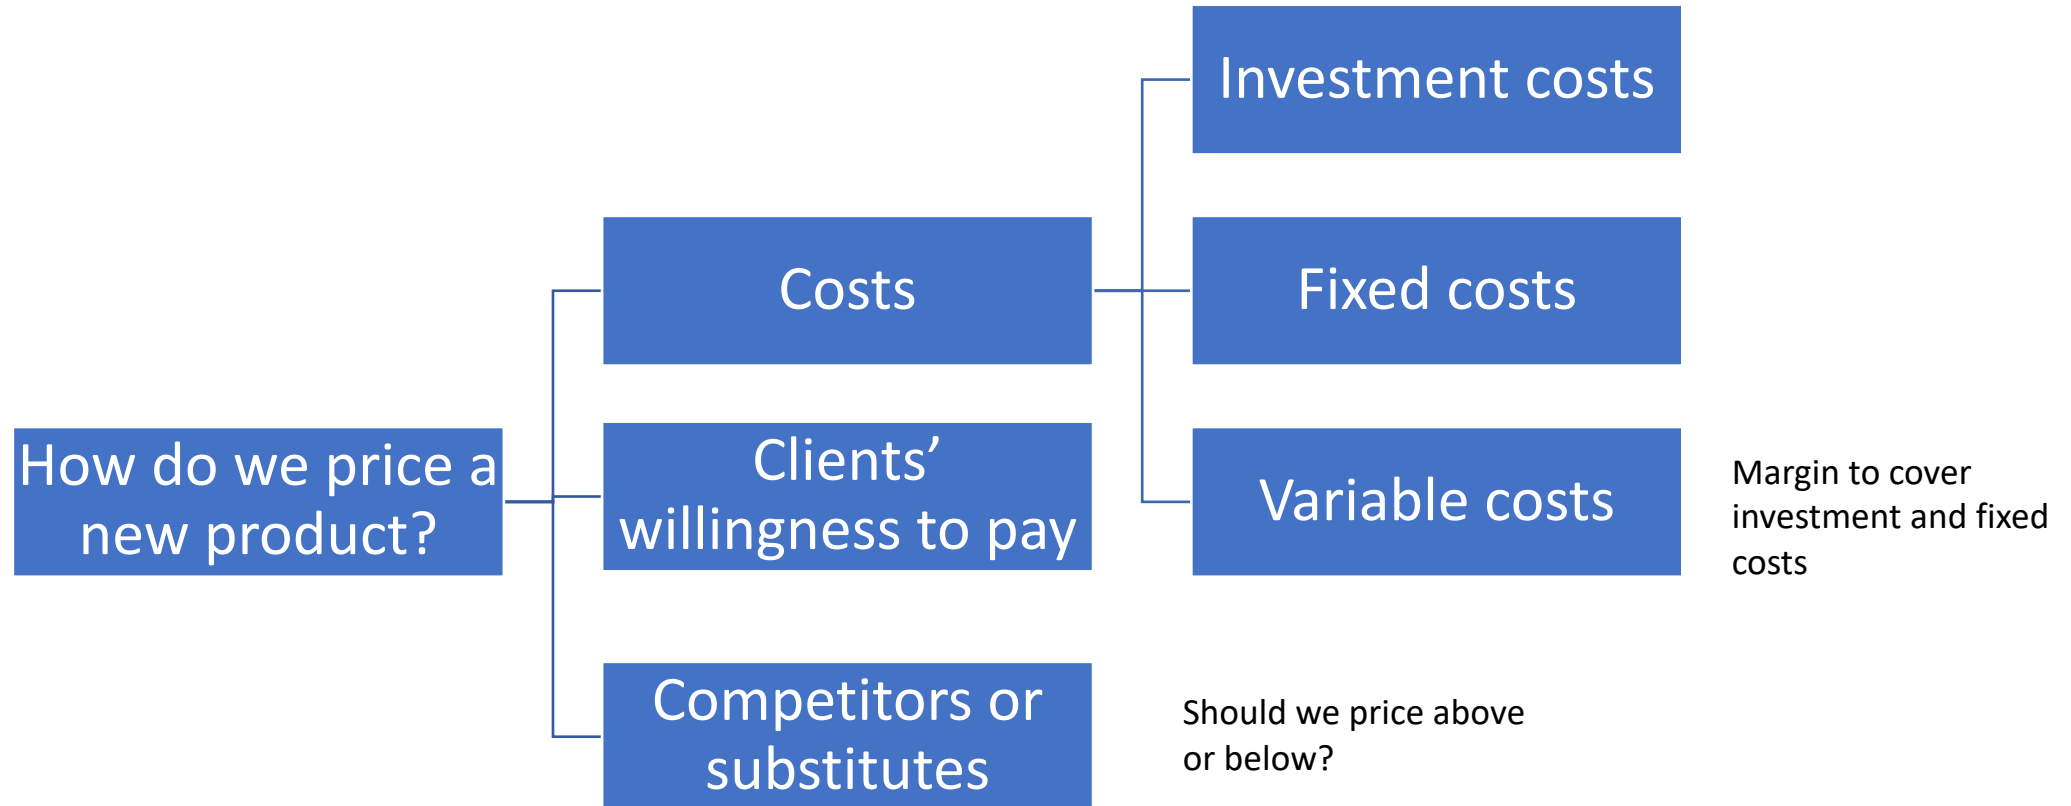 Investment costs
Costs
Fixed costs
How do we price a
new product?
Clients’
willingness to pay
Variable costs
Margin to cover
investment and fixed
costs
Competitors or
substitutes
Should we price above
or below?